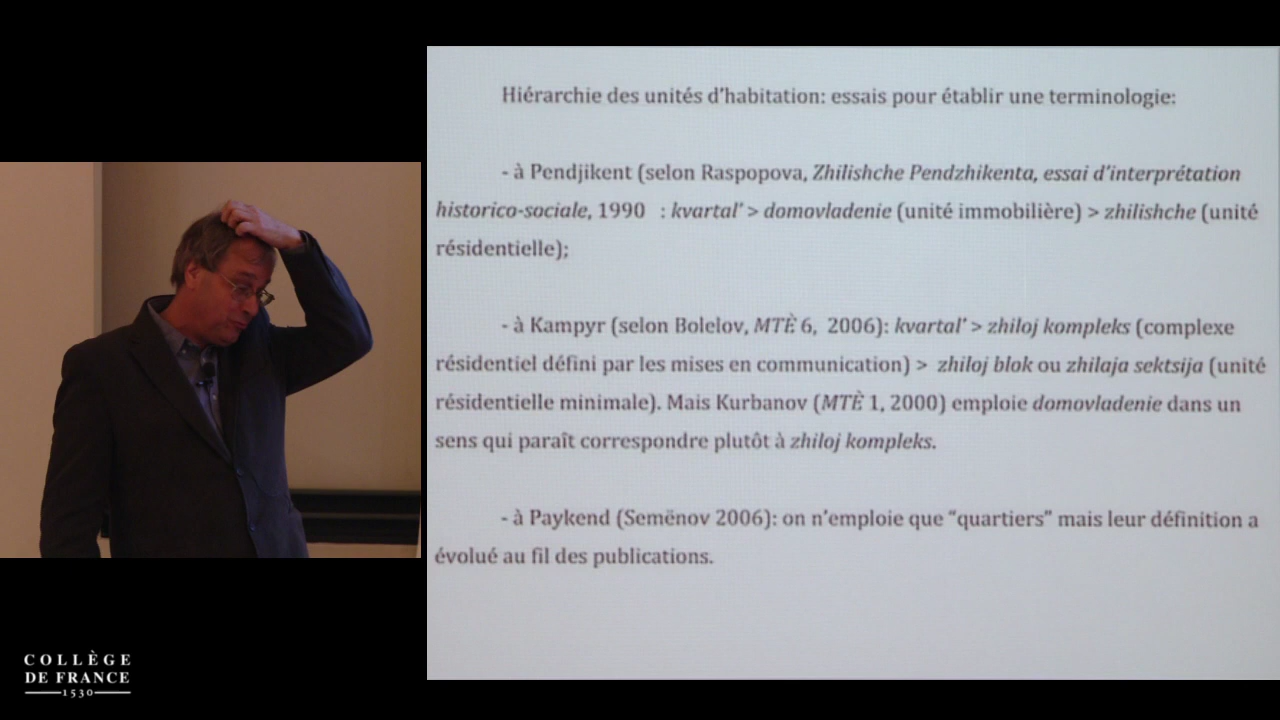 Hiérarchie des unités d'habitation: essais pour établir une terminologie:
- à Pendjikent (selon Raspopova, Zhilishche Pendzhikenta, essai d'interprétation
historico-sociale, 1990 : kvartal' > domovladenie (unité immobilière) > zhilishche (unité
résidentielle);
- à Kampyr (selon Bolelov, MTÈ 6, 2006): kvartal' > zhiloj kompleks (complexe
résidentiel défini par les mises en communication) > zhiloj blok ou zhilaja sektsija (unité
résidentielle minimale). Mais Kurbanov (MTÈ 1, 2000) emploie domovladenie dans un
sens qui paraît correspondre plutôt à zhiloj kompleks.
- à Paykend (Semënov 2006): on n'emploie que "quartiers" mais leur définition a
évolué au fil des publications.
COLLÈGE
DE FRANCE
1530